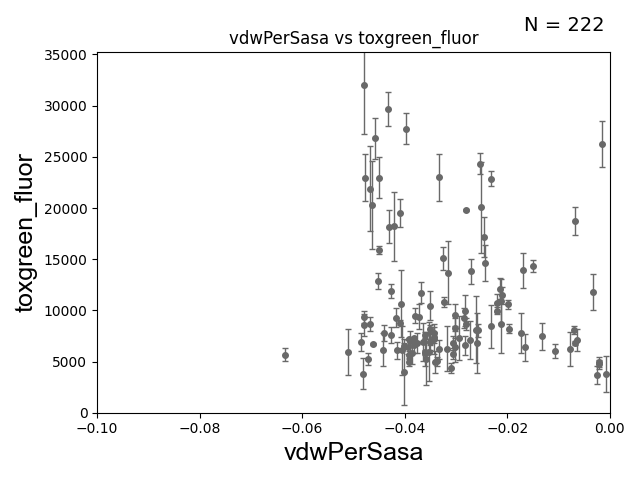 N = 222
vdwPerSasa vs toxgreen_fluor
35000
30000
25000
20000
15000
10000
5000
0
toxgreen_fluor
−0.10 −0.08 −0.06 −0.04 −0.02 0.00
vdwPerSasa